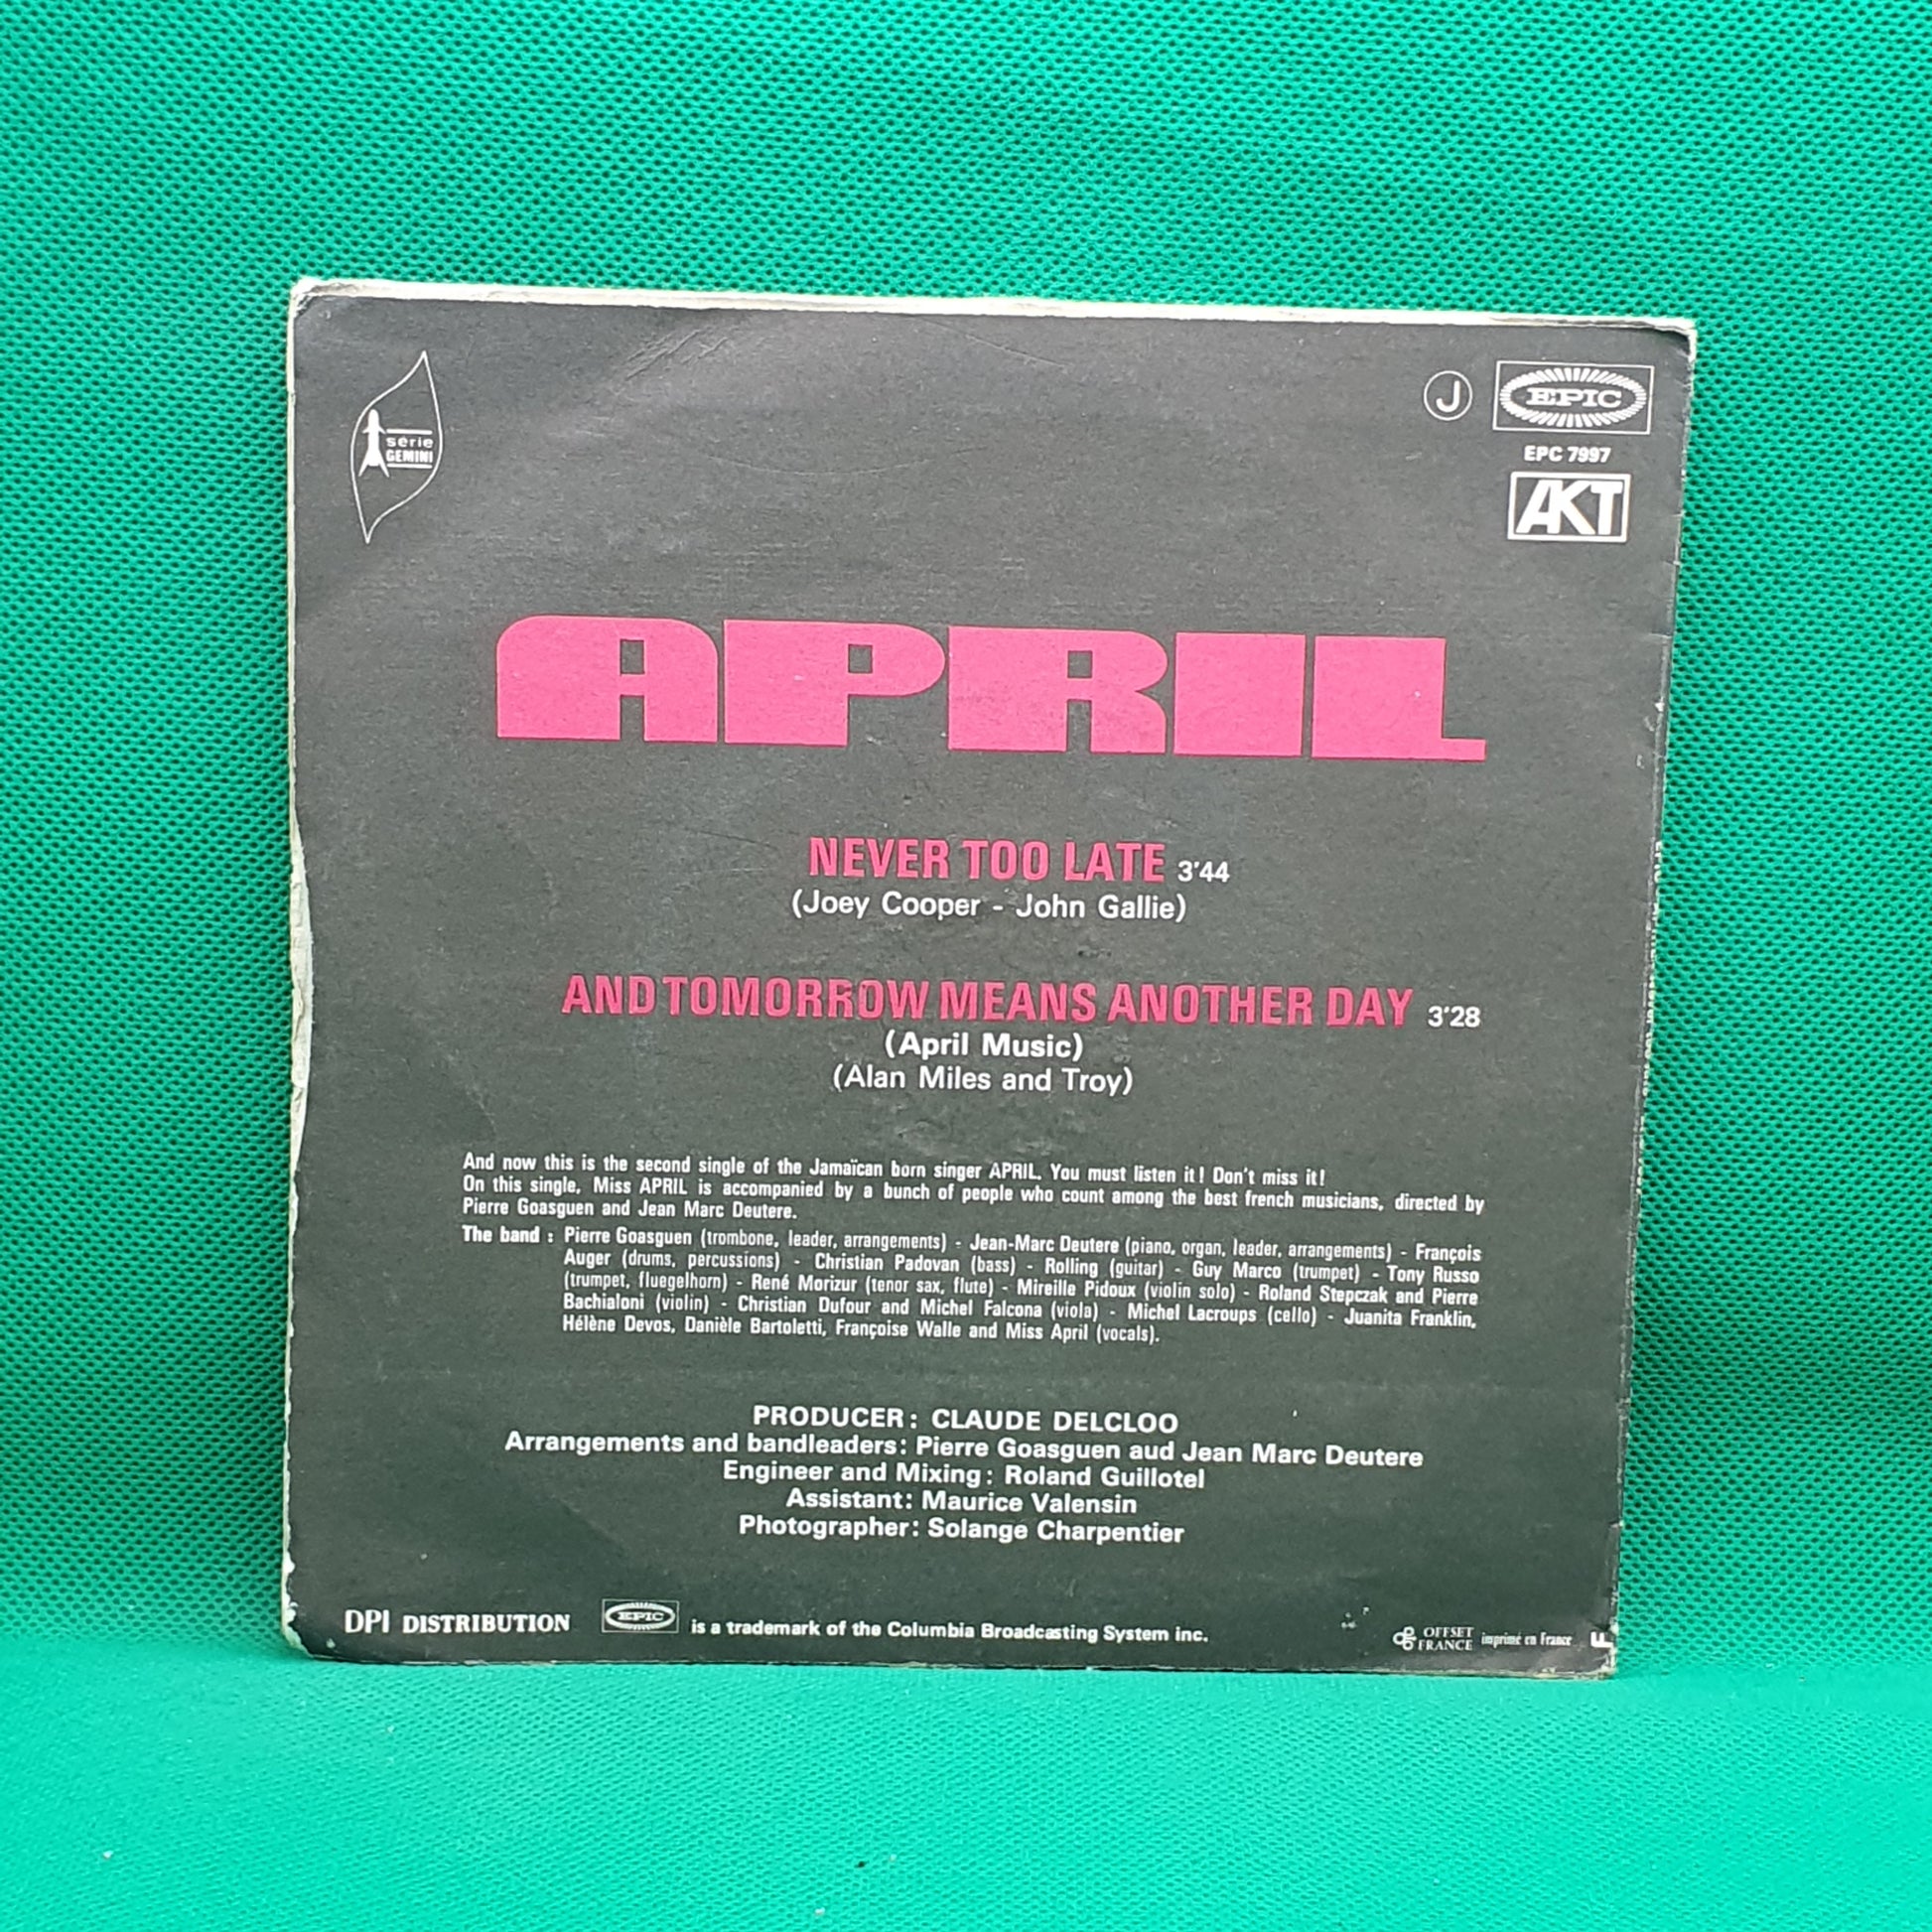 série
GEMINI
J
EPIC
EPC 7997
AKT
APRIL
NEVER TOO LATE 3'44
(Joey Cooper - John Gallie)
AND TOMORROW MEANS ANOTHER DAY 3'28
(April Music)
(Alan Miles and Troy)
And now this is the second single of the Jamaïcan born singer APRIL. You must listen it! Don't miss it!
On this single, Miss APRIL is accompanied by a bunch of people who count among the best french musicians, directed by
Pierre Goasguen and Jean Marc Deutere.
The band : Pierre Goasguen (trombone, leader, arrangements) - Jean-Marc Deutere (piano, organ, leader, arrangements) - François
Auger (drums, percussions) - Christian Padovan (bass) - Rolling (guitar) - Guy Marco (trumpet) - Tony Russo
(trumpet, fluegelhorn) - René Morizur (tenor sax, flute) - Mireille Pidoux (violin solo) - Roland Stepczak and Pierre
Bachialoni (violin) - Christian Dufour and Michel Falcona (viola) - Michel Lacroups (cello) - Juanita Franklin,
Hélène Devos, Danièle Bartoletti, Françoise Walle and Miss April (vocals).
PRODUCER : CLAUDE DELCLOO
Arrangements and bandleaders : Pierre Goasguen aud Jean Marc Deutere
Engineer and Mixing : Roland Guillotel
Assistant : Maurice Valensin
Photographer : Solange Charpentier
DPI DISTRIBUTION EPIC is a trademark of the Columbia Broadcasting System inc.
OFFSET
FRANCE imprimé en France
F